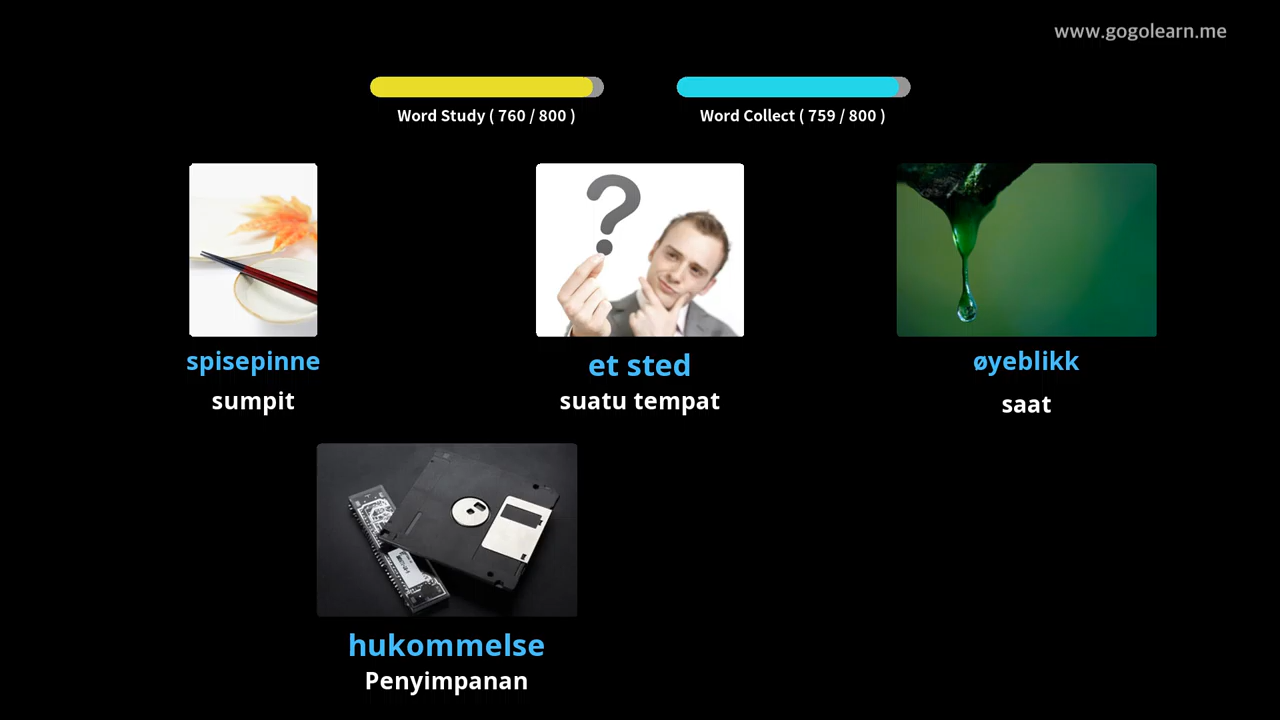 www.gogolearn.me
Word Study ( 760 / 800 )
Word Collect ( 759 / 800 )
spisepinne
sumpit
et sted
suatu tempat
øyeblikk
saat
hukommelse
Penyimpanan